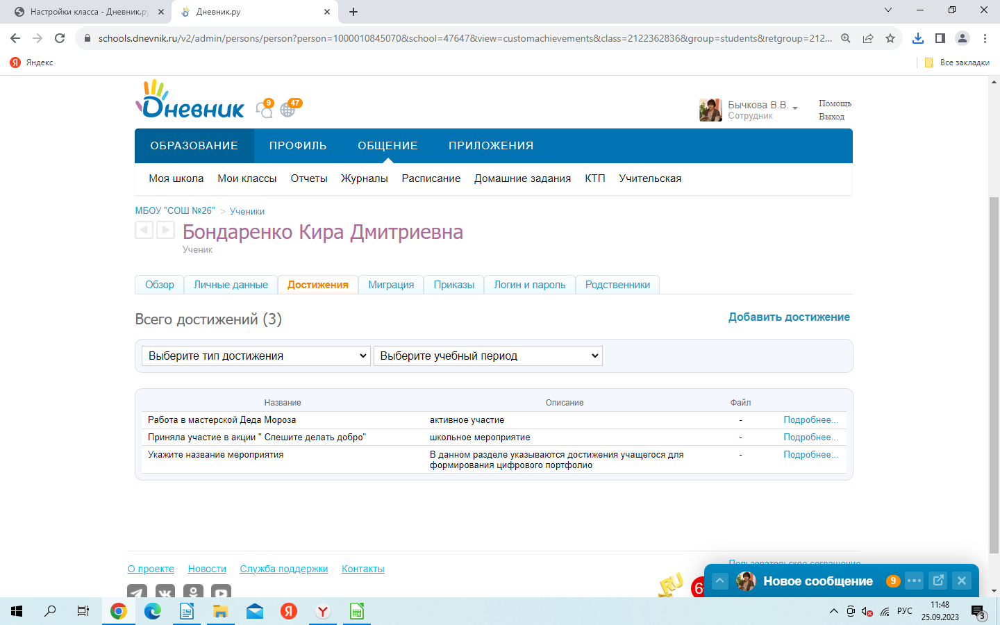 Настройки класса - Дневник.ру
Дневник.ру
schools.dnevnik.ru/v2/admin/persons/person?person=1000010845070&school=47647&view=customachievements&class=2122362836&group=students&retgroup=212...
Яндекс
Все закладки
Dневник
9
47
Бычкова В.В.
Сотрудник
Помощь
Выход
ОБРАЗОВАНИЕ ПРОФИЛЬ ОБЩЕНИЕ ПРИЛОЖЕНИЯ
Моя школа Мои классы Отчеты Журналы Расписание Домашние задания КТП Учительская
МБОУ "СОШ №26" > Ученики
Бондаренко Кира Дмитриевна
Ученик
Обзор Личные данные Достижения Миграция Приказы Логин и пароль Родственники
Всего достижений (3)
Добавить достижение
Выберите тип достижения Выберите учебный период
Название Описание Файл
Работа в мастерской Деда Мороза активное участие - Подробнее...
Приняла участие в акции " Спешите делать добро" школьное мероприятие - Подробнее...
Укажите название мероприятия В данном разделе указываются достижения учащегося для - Подробнее...
формирования цифрового портфолио
О проекте Новости Служба поддержки Контакты
Пользовательское соглашение
RU
6
Новое сообщение 9
РУС
11:48
25.09.2023
3